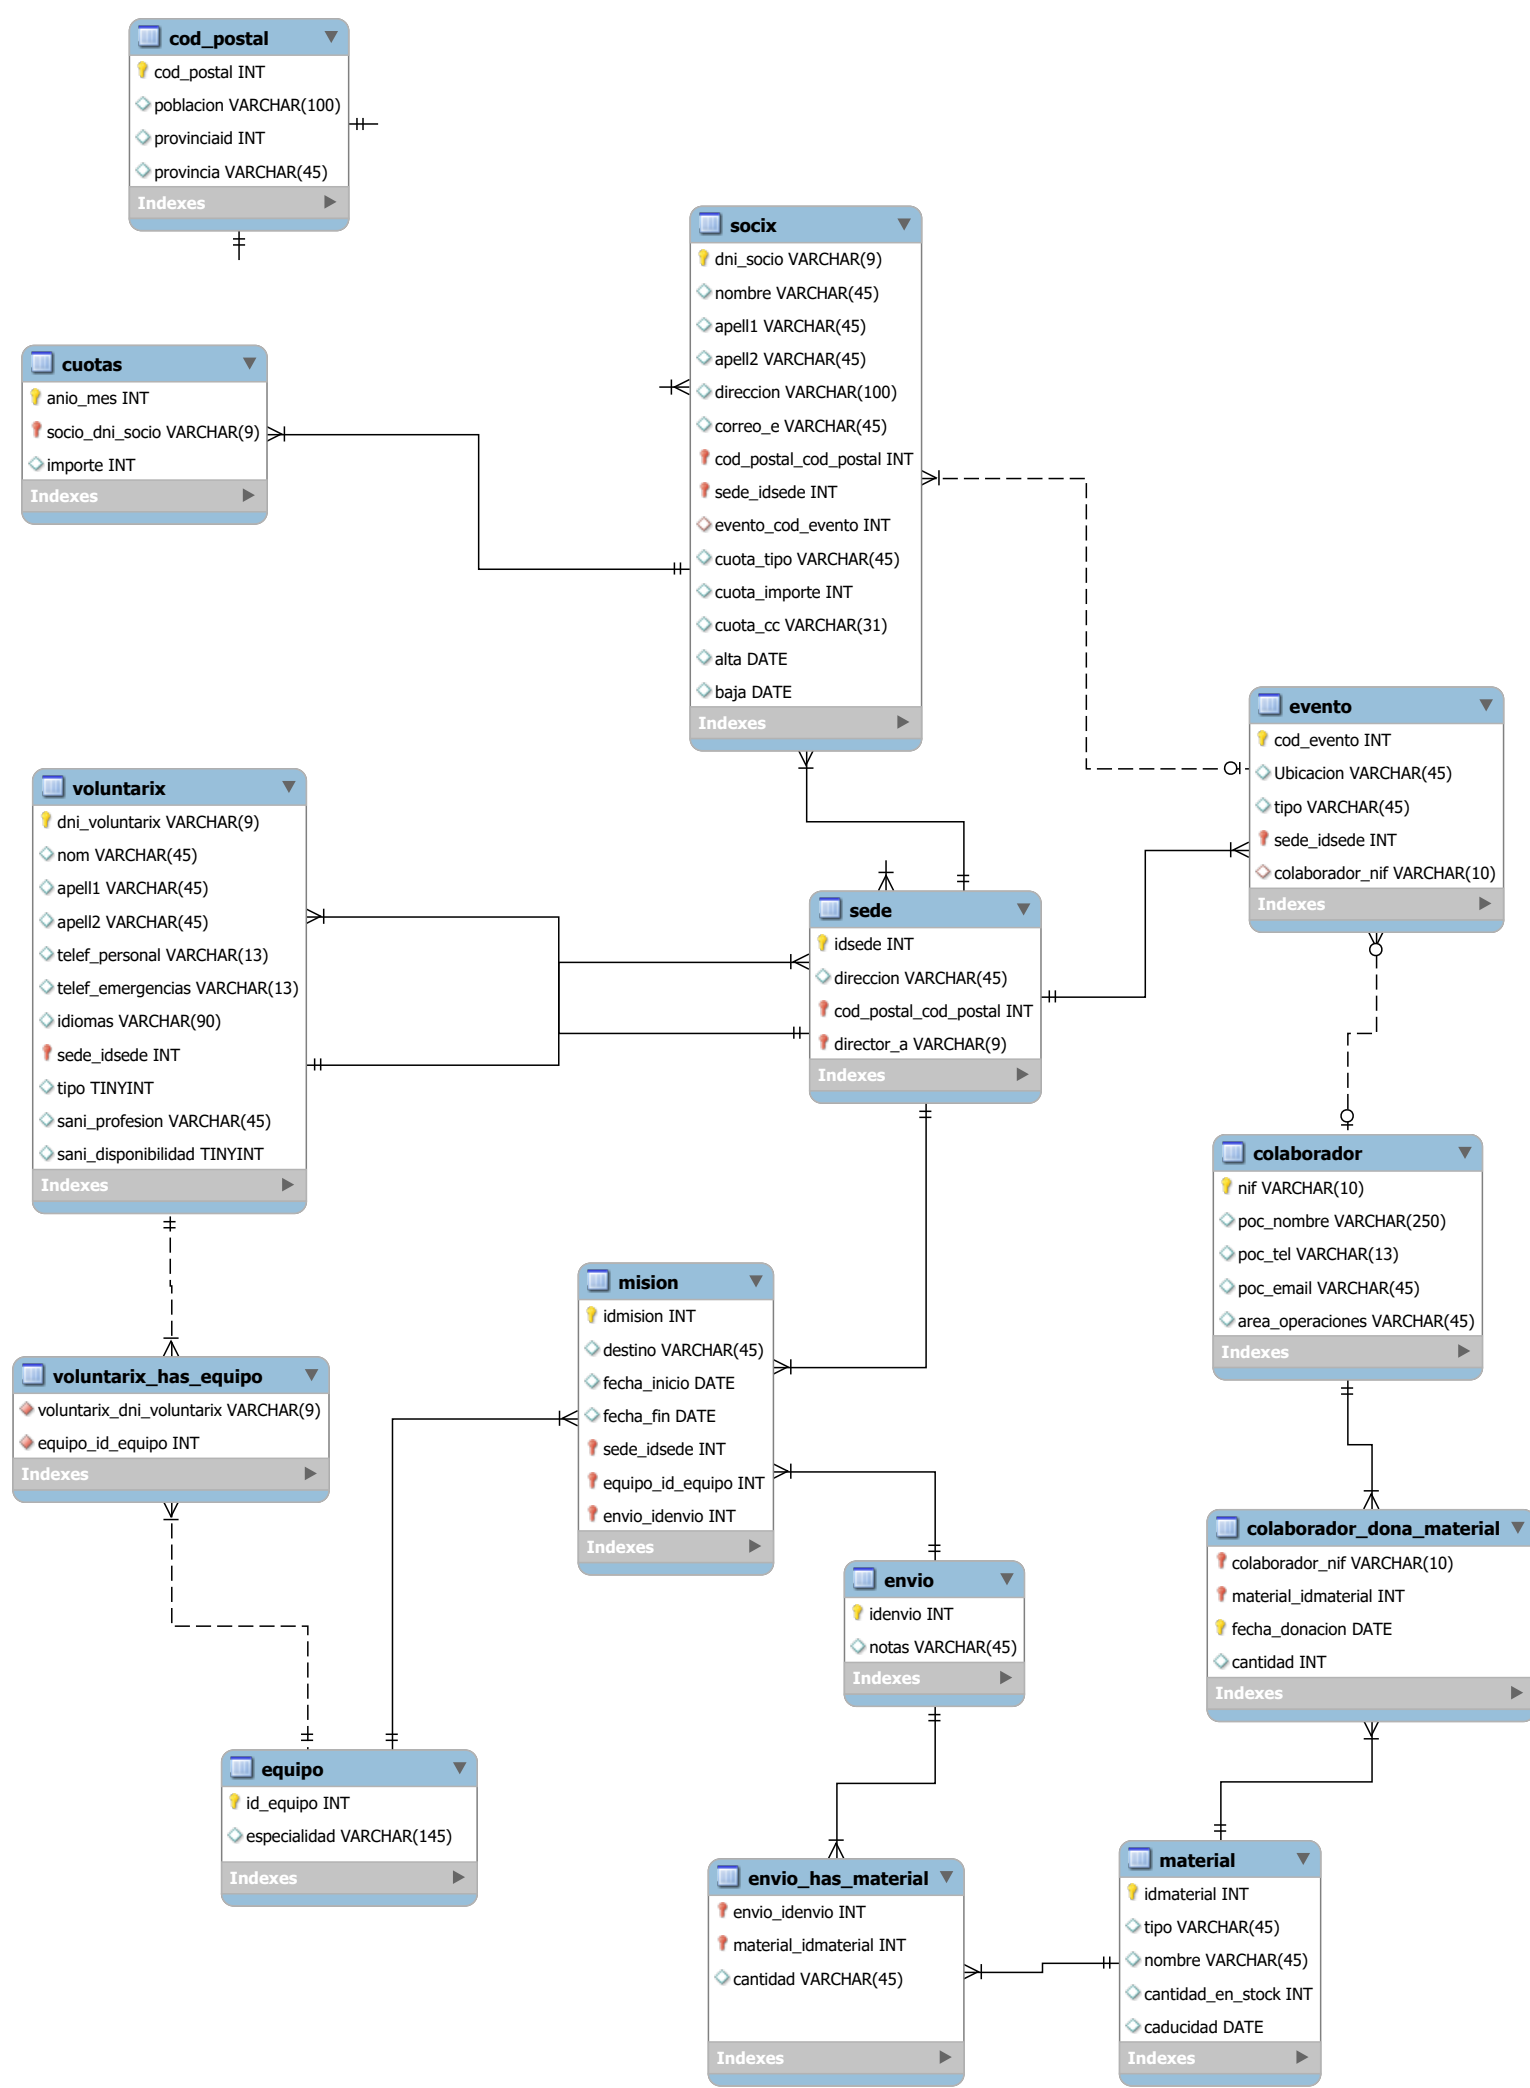 cod_postal
cod_postal INT
poblacion VARCHAR(100)
provinciaid INT
provincia VARCHAR(45)
Indexes
socix
dni_socio VARCHAR(9)
nombre VARCHAR(45)
apell1 VARCHAR(45)
apell2 VARCHAR(45)
direccion VARCHAR(100)
correo_e VARCHAR(45)
cod_postal_cod_postal INT
sede_idsede INT
evento_cod_evento INT
cuota_tipo VARCHAR(45)
cuota_importe INT
cuota_cc VARCHAR(31)
alta DATE
baja DATE
Indexes
cuotas
anio_mes INT
socio_dni_socio VARCHAR(9)
importe INT
Indexes
evento
cod_evento INT
Ubicacion VARCHAR(45)
tipo VARCHAR(45)
sede_idsede INT
colaborador_nif VARCHAR(10)
Indexes
voluntarix
dni_voluntarix VARCHAR(9)
nom VARCHAR(45)
apell1 VARCHAR(45)
apell2 VARCHAR(45)
telef_personal VARCHAR(13)
telef_emergencias VARCHAR(13)
idiomas VARCHAR(90)
sede_idsede INT
tipo TINYINT
sani_profesion VARCHAR(45)
sani_disponibilidad TINYINT
Indexes
sede
idsede INT
direccion VARCHAR(45)
cod_postal_cod_postal INT
director_a VARCHAR(9)
Indexes
colaborador
nif VARCHAR(10)
poc_nombre VARCHAR(250)
poc_tel VARCHAR(13)
poc_email VARCHAR(45)
area_operaciones VARCHAR(45)
Indexes
mision
idmision INT
destino VARCHAR(45)
fecha_inicio DATE
fecha_fin DATE
sede_idsede INT
equipo_id_equipo INT
envio_idenvio INT
Indexes
voluntarix_has_equipo
voluntarix_dni_voluntarix VARCHAR(9)
equipo_id_equipo INT
Indexes
colaborador_dona_material
colaborador_nif VARCHAR(10)
material_idmaterial INT
fecha_donacion DATE
cantidad INT
Indexes
envio
idenvio INT
notas VARCHAR(45)
Indexes
equipo
id_equipo INT
especialidad VARCHAR(145)
Indexes
envio_has_material
envio_idenvio INT
material_idmaterial INT
cantidad VARCHAR(45)
Indexes
material
idmaterial INT
tipo VARCHAR(45)
nombre VARCHAR(45)
cantidad_en_stock INT
caducidad DATE
Indexes